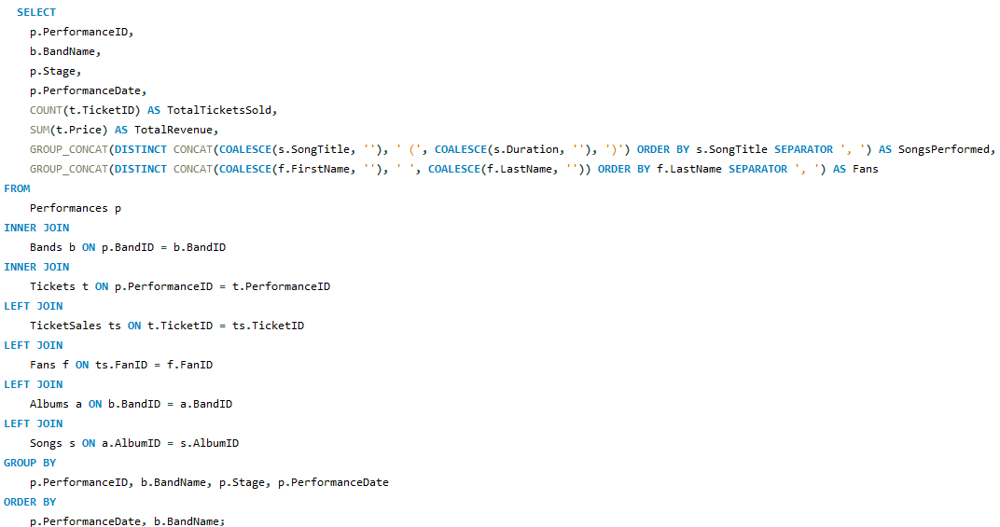 SELECT
p.PerformanceID,
b.BandName,
p.Stage,
p.PerformanceDate,
COUNT(t.TicketID) AS TotalTicketsSold,
SUM(t.Price) AS TotalRevenue,
GROUP_CONCAT(DISTINCT CONCAT(COALESCE(s.SongTitle, ''), ' (', COALESCE(s.Duration, ''), ')') ORDER BY s.SongTitle SEPARATOR ', ') AS SongsPerformed,
GROUP_CONCAT(DISTINCT CONCAT(COALESCE(f.FirstName, ''), ' ', COALESCE(f.LastName, '')) ORDER BY f.LastName SEPARATOR ', ') AS Fans
FROM
Performances p
INNER JOIN
Bands b ON p.BandID = b.BandID
INNER JOIN
Tickets t ON p.PerformanceID = t.PerformanceID
LEFT JOIN
TicketSales ts ON t.TicketID = ts.TicketID
LEFT JOIN
Fans f ON ts.FanID = f.FanID
LEFT JOIN
Albums a ON b.BandID = a.BandID
LEFT JOIN
Songs s ON a.AlbumID = s.AlbumID
GROUP BY
p.PerformanceID, b.BandName, p.Stage, p.PerformanceDate
ORDER BY
p.PerformanceDate, b.BandName;